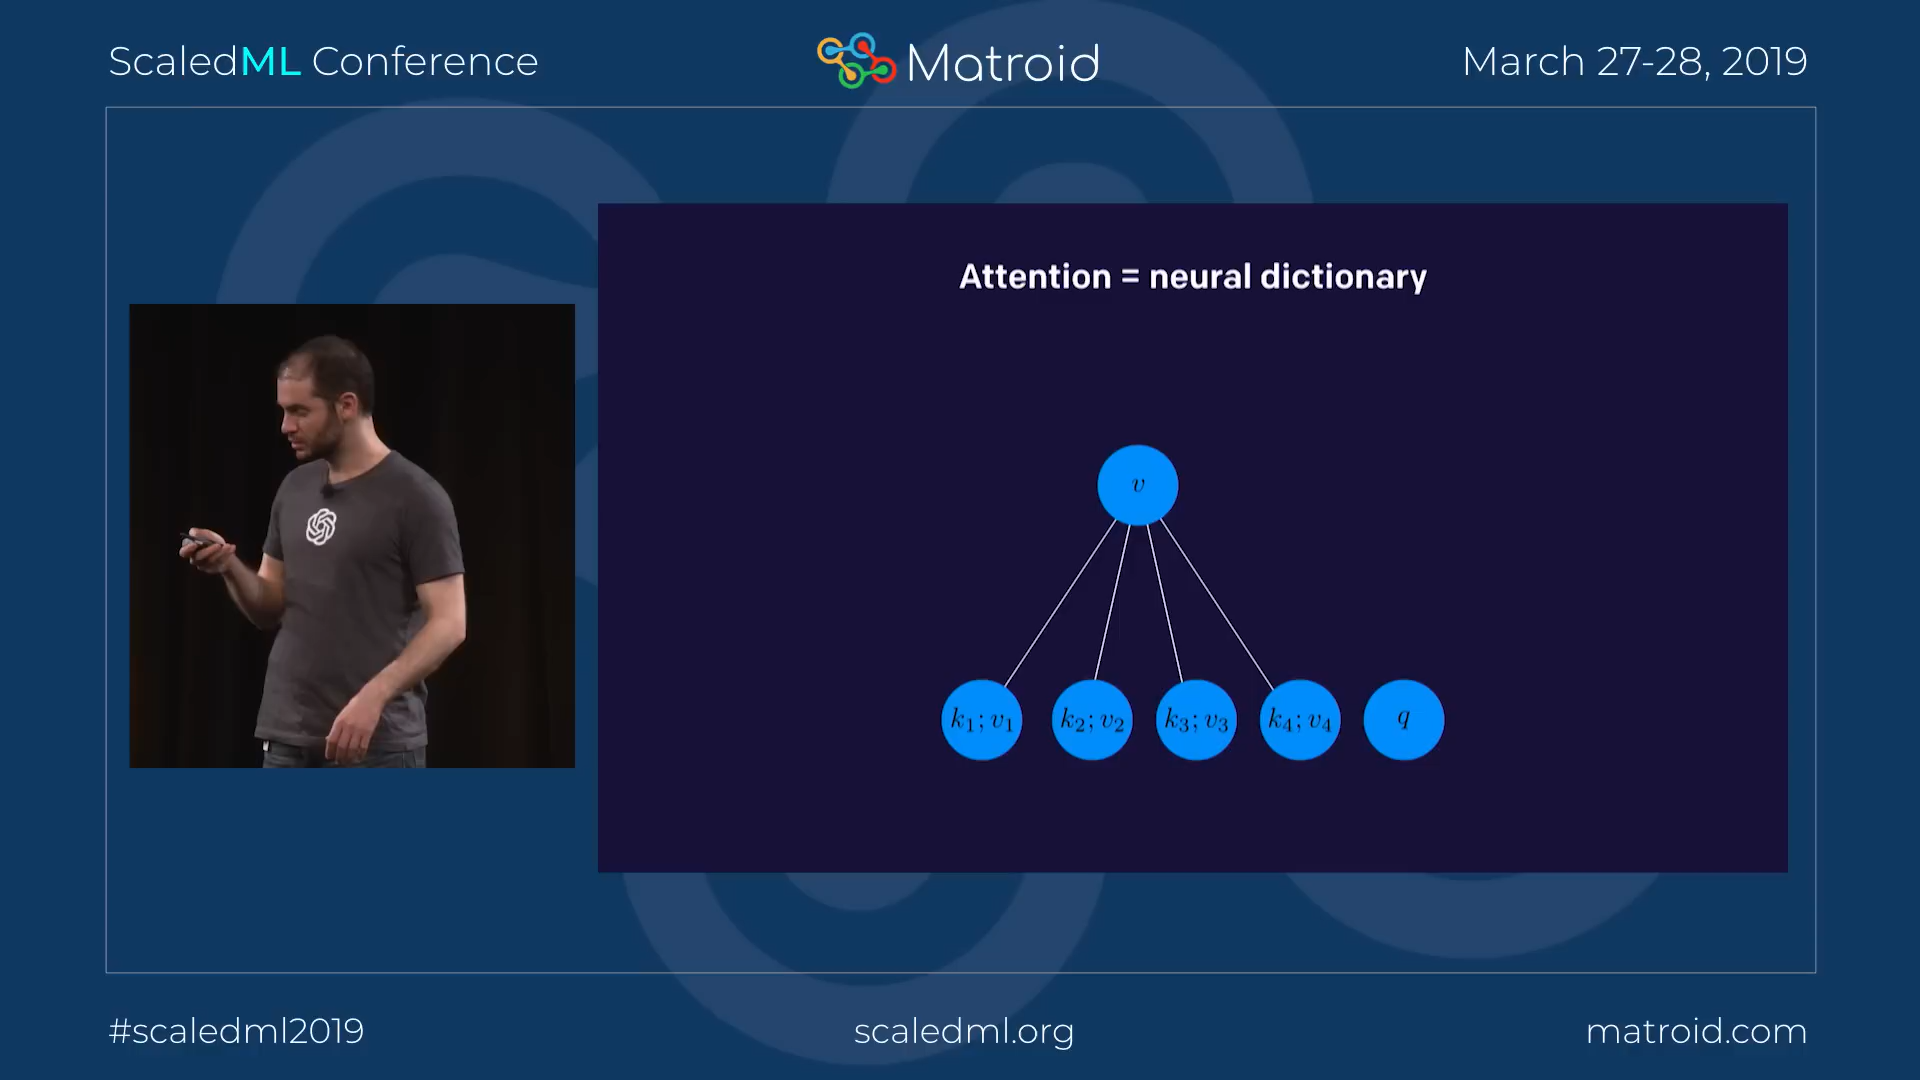 ScaledML Conference
Matroid
March 27-28, 2019
Attention = neural dictionary
v
k₁; v₁
k₂; v₂
k₃; v₃
k₄; v₄
q
#scaledml2019
scaledml.org
matroid.com